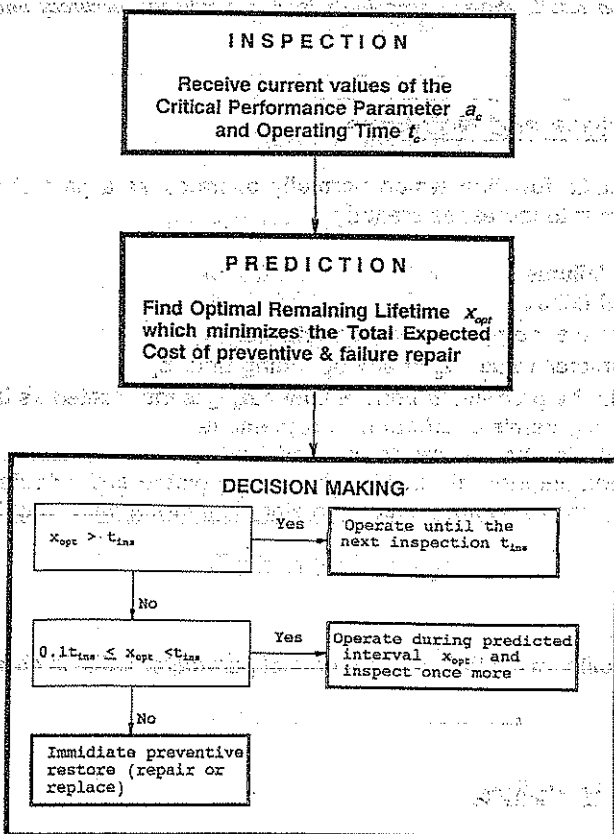 INSPECTION
Receive current values of the
Critical Performance Parameter a_c
and Operating Time t_c
PREDICTION
Find Optimal Remaining Lifetime x_opt
which minimizes the Total Expected
Cost of preventive & failure repair
DECISION MAKING
x_opt > t_ins
Yes
Operate until the
next inspection t_ins
No
0.1t_ins ≤ x_opt <t_ins
Yes
Operate during predicted
interval x_opt and
inspect once more
No
Immidiate preventive
restore (repair or
replace)